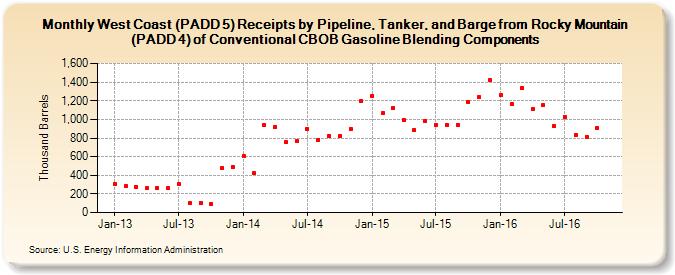 Monthly West Coast (PADD 5) Receipts by Pipeline, Tanker, and Barge from Rocky Mountain
(PADD 4) of Conventional CBOB Gasoline Blending Components
Thousand Barrels
1,600
1,400
1,200
1,000
800
600
400
200
0
Jan-13 Jul-13 Jan-14 Jul-14 Jan-15 Jul-15 Jan-16 Jul-16
Source: U.S. Energy Information Administration